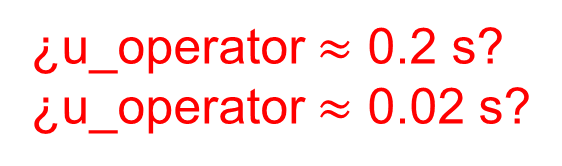 ¿u_operator ≈ 0.2 s?
¿u_operator ≈ 0.02 s?